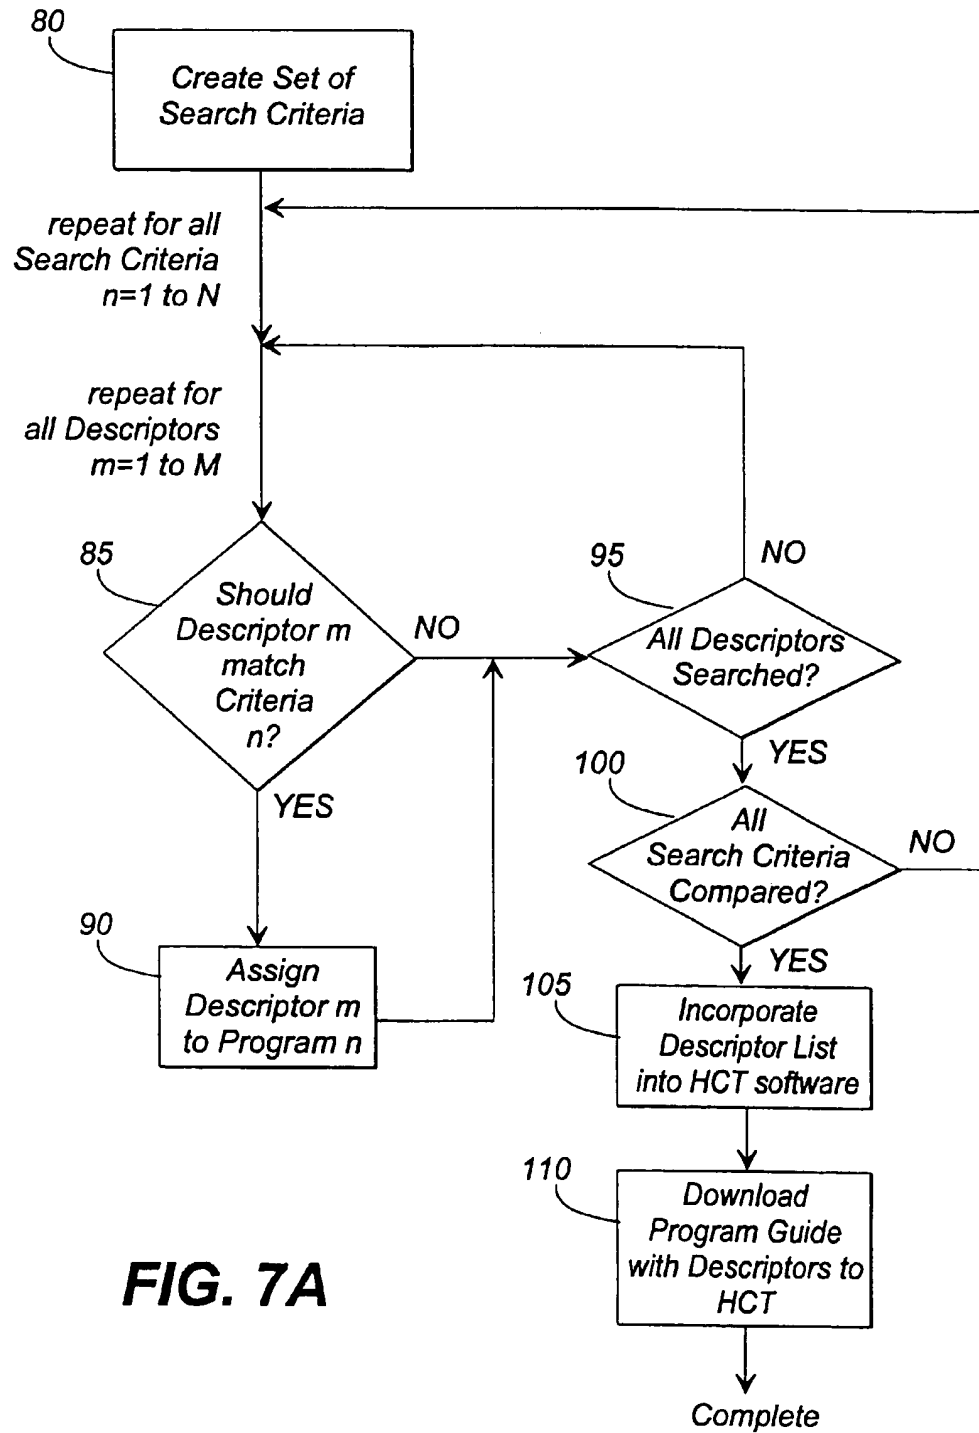 80
Create Set of
Search Criteria
repeat for all
Search Criteria
n=1 to N
repeat for
all Descriptors
m=1 to M
85
Should
Descriptor m
match
Criteria
n?
NO
YES
90
Assign
Descriptor m
to Program n
95
NO
All Descriptors
Searched?
YES
100
All
Search Criteria
Compared?
NO
YES
105
Incorporate
Descriptor List
into HCT software
110
Download
Program Guide
with Descriptors to
HCT
Complete
FIG. 7A